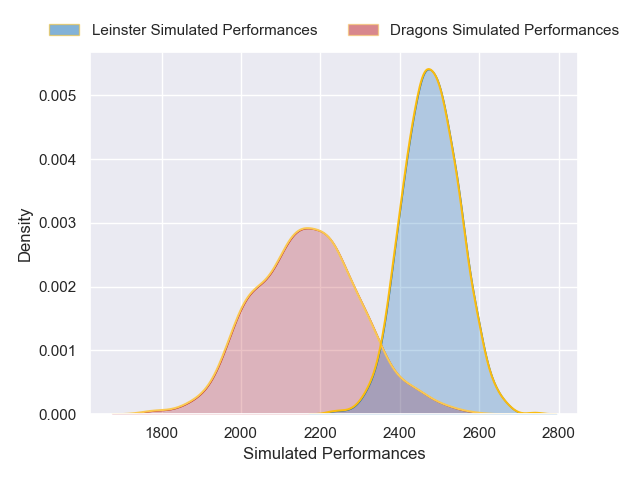 Leinster Simulated Performances
Dragons Simulated Performances
0.005
0.004
0.003
0.002
0.001
0.000
Density
1800 2000 2200 2400 2600 2800
Simulated Performances